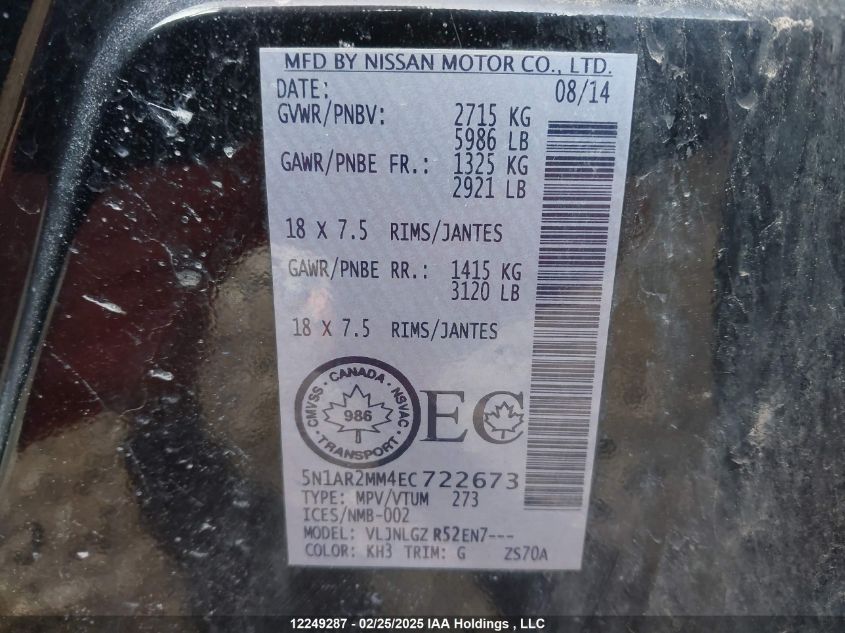 MFD BY NISSAN MOTOR CO., LTD.
DATE: 08/14
GVWR/PNBV: 2715 KG
5986 LB
GAWR/PNBE FR.: 1325 KG
2921 LB
18 X 7.5 RIMS/JANTES
GAWR/PNBE RR.: 1415 KG
3120 LB
18 X 7.5 RIMS/JANTES
CMVSS · CANADA · NSVAC · TRANSPORT ·
986
EC
5N1AR2MM4EC722673
TYPE: MPV/VTUM 273
ICES/NMB-002
MODEL: VLJNLGZ R52EN7---
COLOR: KH3 TRIM: G ZS70A
12249287 - 02/25/2025 IAA Holdings , LLC